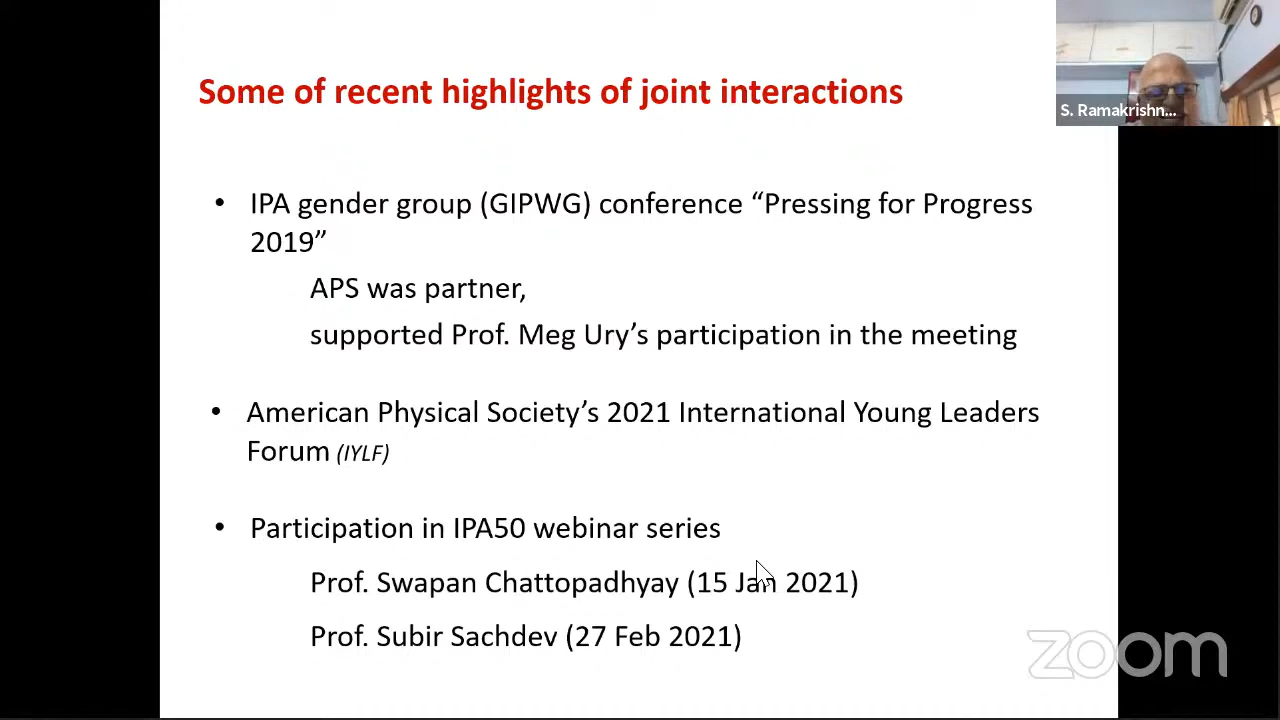 Some of recent highlights of joint interactions
S. Ramakrishn...
• IPA gender group (GIPWG) conference “Pressing for Progress
2019”
APS was partner,
supported Prof. Meg Ury’s participation in the meeting
• American Physical Society’s 2021 International Young Leaders
Forum (IYLF)
• Participation in IPA50 webinar series
Prof. Swapan Chattopadhyay (15 Jan 2021)
Prof. Subir Sachdev (27 Feb 2021)
zoom